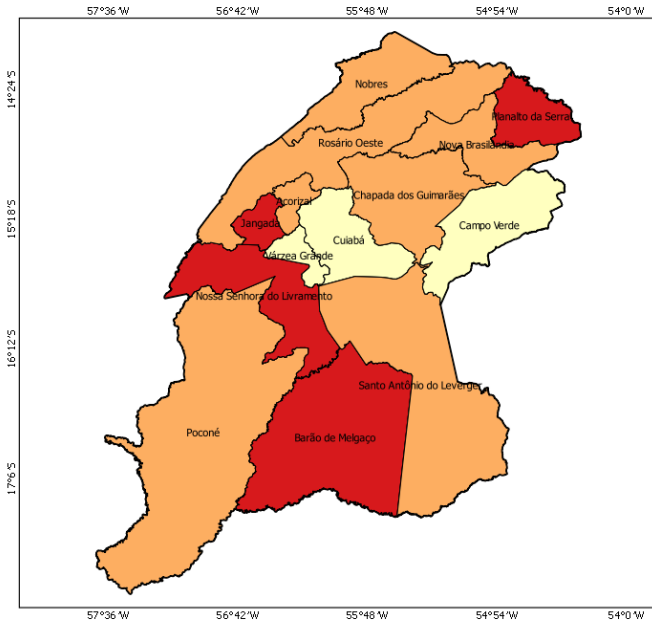 57°36'W 56°42'W 55°48'W 54°54'W 54°0'W
14°24'S
15°18'S
16°12'S
17°6'S
Nobres
Planalto da Serra
Rosário Oeste
Nova Brasilândia
Chapada dos Guimarães
Acorizal
Jangada
Campo Verde
Cuiabá
Várzea Grande
Nossa Senhora do Livramento
Santo Antônio do Leverger
Poconé
Barão de Melgaço
57°36'W 56°42'W 55°48'W 54°54'W 54°0'W